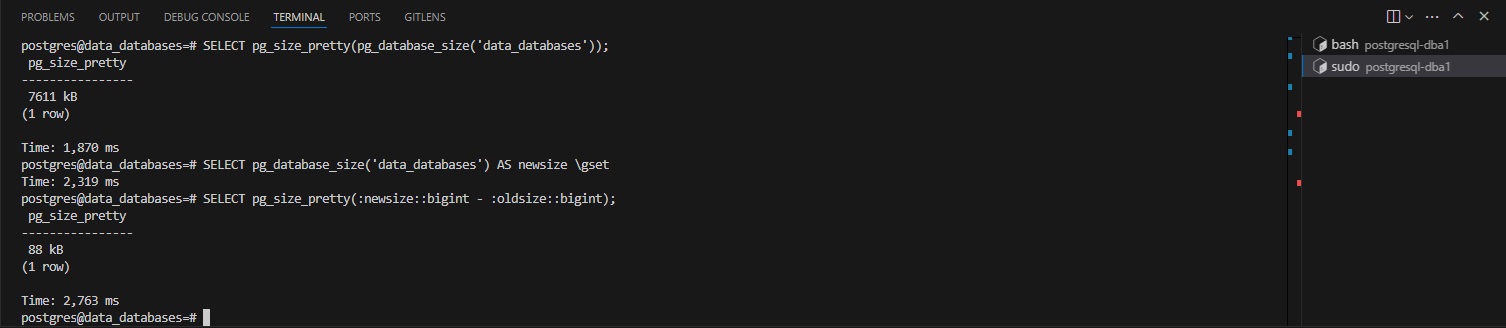 PROBLEMS OUTPUT DEBUG CONSOLE TERMINAL PORTS GITLENS
postgres@data_databases=# SELECT pg_size_pretty(pg_database_size('data_databases'));
 pg_size_pretty
----------------
 7611 kB
(1 row)

Time: 1,870 ms
postgres@data_databases=# SELECT pg_database_size('data_databases') AS newsize \gset
Time: 2,319 ms
postgres@data_databases=# SELECT pg_size_pretty(:newsize::bigint - :oldsize::bigint);
 pg_size_pretty
----------------
 88 kB
(1 row)

Time: 2,763 ms
postgres@data_databases=#
bash postgresql-dba1
sudo postgresql-dba1